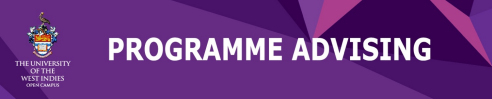 PROGRAMME ADVISING
THE UNIVERSITY
OF THE
WEST INDIES
OPEN CAMPUS